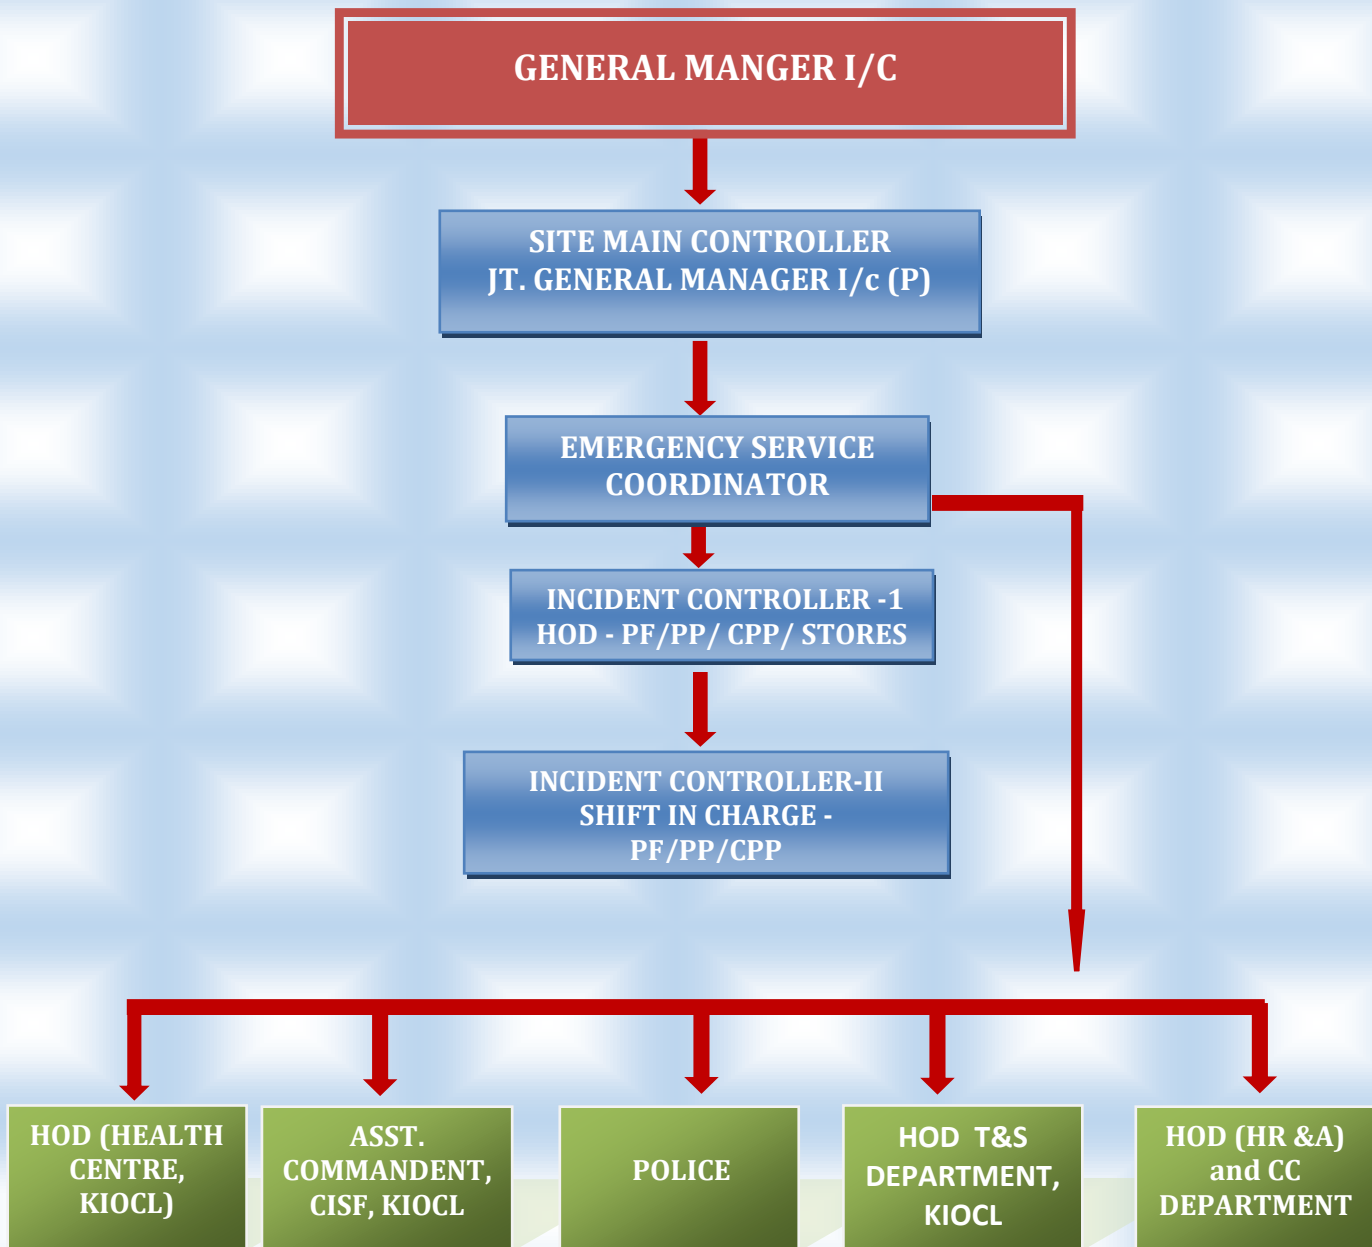 GENERAL MANGER I/C
SITE MAIN CONTROLLER
JT. GENERAL MANAGER I/c (P)
EMERGENCY SERVICE
COORDINATOR
INCIDENT CONTROLLER -1
HOD - PF/PP/ CPP/ STORES
INCIDENT CONTROLLER-II
SHIFT IN CHARGE -
PF/PP/CPP
HOD (HEALTH
CENTRE,
KIOCL)
ASST.
COMMANDENT,
CISF, KIOCL
POLICE
HOD T&S
DEPARTMENT,
KIOCL
HOD (HR &A)
and CC
DEPARTMENT